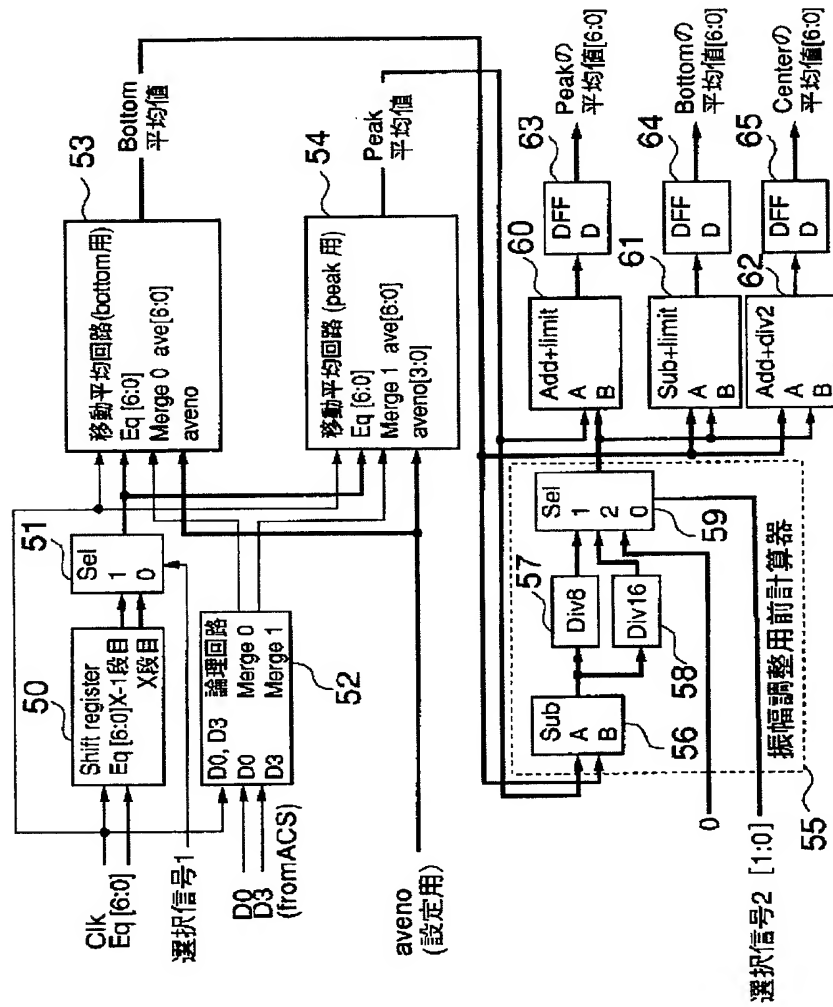 Clk
Eq [6:0]
選択信号1
50
Shift register
Eq [6:0]X-1段目
X段目
51
Sel
1
0
D0
D3
(fromACS)
D0, D3 論理回路
D0 Merge 0
D3 Merge 1
52
aveno
(設定用)
53
移動平均回路(bottom用)
Eq [6:0]
Merge 0 ave[6:0]
aveno
Bottom
平均値
54
移動平均回路 (peak 用)
Eq [6:0]
Merge 1 ave[6:0]
aveno[3:0]
Peak
平均値
0
選択信号2 [1:0]
55
振幅調整用前計算器
Sub
A
B
56
57
Div8
Div16
58
Sel
1
2
0
59
60
Add+limit
A
B
61
Sub+limit
A
B
62
Add+div2
A
B
63
DFF
D
64
DFF
D
65
DFF
D
Peakの
平均値[6:0]
Bottomの
平均値[6:0]
Centerの
平均値[6:0]